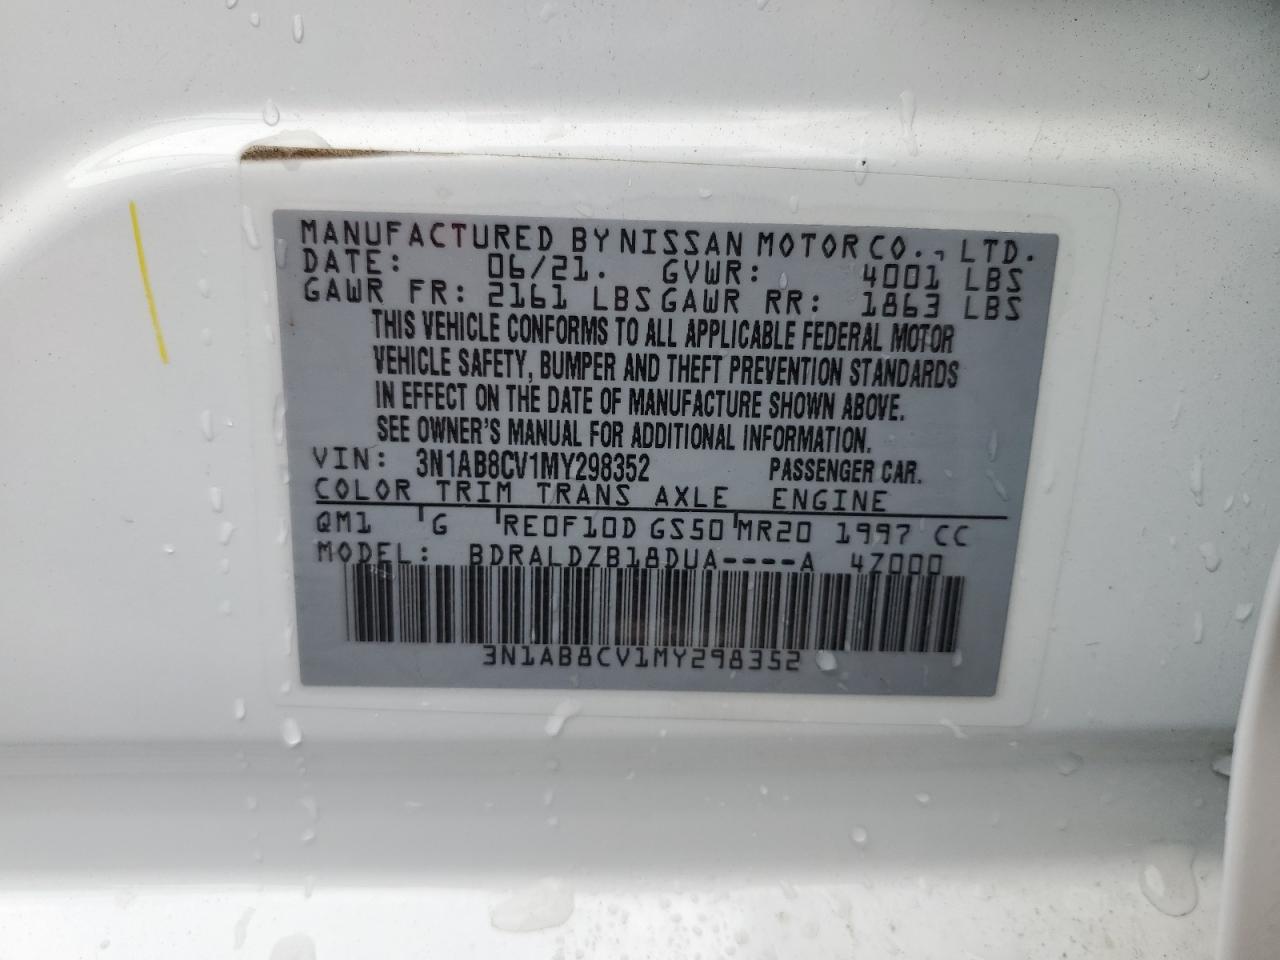 MANUFACTURED BY NISSAN MOTOR CO., LTD.
DATE: 06/21. GVWR: 4001 LBS
GAWR FR: 2161 LBS GAWR RR: 1863 LBS
THIS VEHICLE CONFORMS TO ALL APPLICABLE FEDERAL MOTOR
VEHICLE SAFETY, BUMPER AND THEFT PREVENTION STANDARDS
IN EFFECT ON THE DATE OF MANUFACTURE SHOWN ABOVE.
SEE OWNER'S MANUAL FOR ADDITIONAL INFORMATION.
VIN: 3N1AB8CV1MY298352 PASSENGER CAR.
COLOR TRIM TRANS AXLE ENGINE
QM1 G RE0F10D GS50 MR20 1997 CC
MODEL: BDRALDZB18DUA----A 4Z000
3N1AB8CV1MY298352